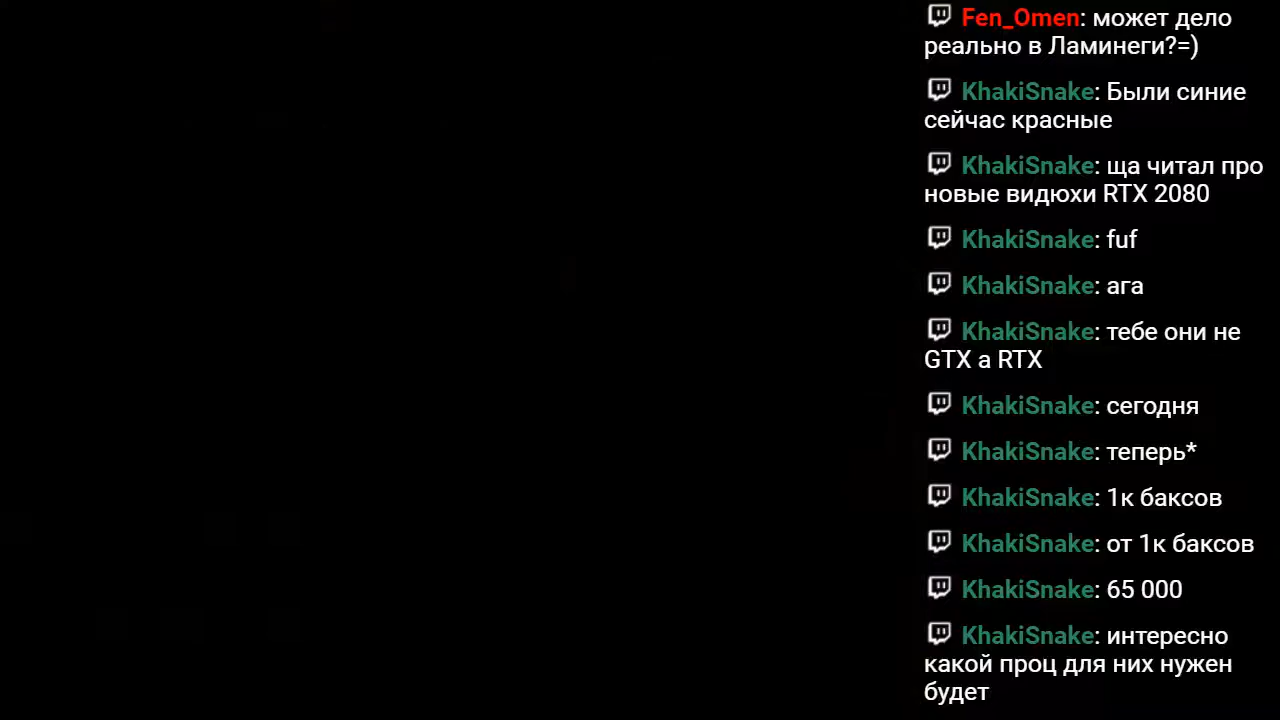 Fen_Omen: может дело
реально в Ламинеги?=)
KhakiSnake: Были синие
сейчас красные
KhakiSnake: ща читал про
новые видюхи RTX 2080
KhakiSnake: fuf
KhakiSnake: ага
KhakiSnake: тебе они не
GTX а RTX
KhakiSnake: сегодня
KhakiSnake: теперь*
KhakiSnake: 1к баксов
KhakiSnake: от 1к баксов
KhakiSnake: 65 000
KhakiSnake: интересно
какой проц для них нужен
будет